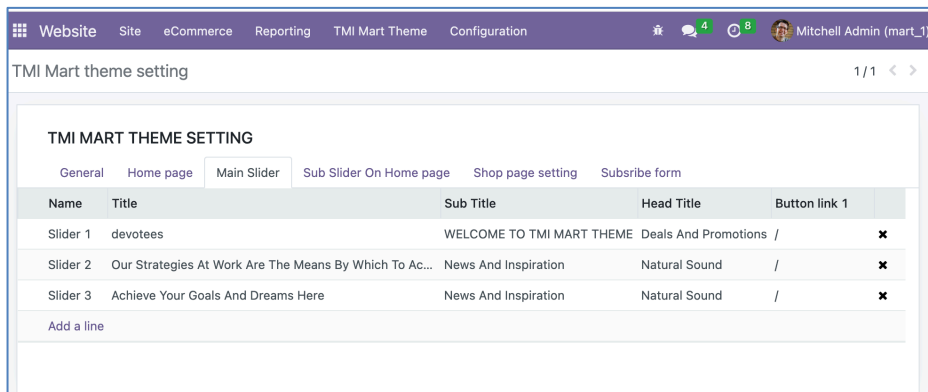 Website Site eCommerce Reporting TMI Mart Theme Configuration 4 8 Mitchell Admin (mart_1)
TMI Mart theme setting 1 / 1
TMI MART THEME SETTING
General Home page Main Slider Sub Slider On Home page Shop page setting Subsribe form
Name Title Sub Title Head Title Button link 1
Slider 1 devotees WELCOME TO TMI MART THEME Deals And Promotions /
Slider 2 Our Strategies At Work Are The Means By Which To Ac... News And Inspiration Natural Sound /
Slider 3 Achieve Your Goals And Dreams Here News And Inspiration Natural Sound /
Add a line